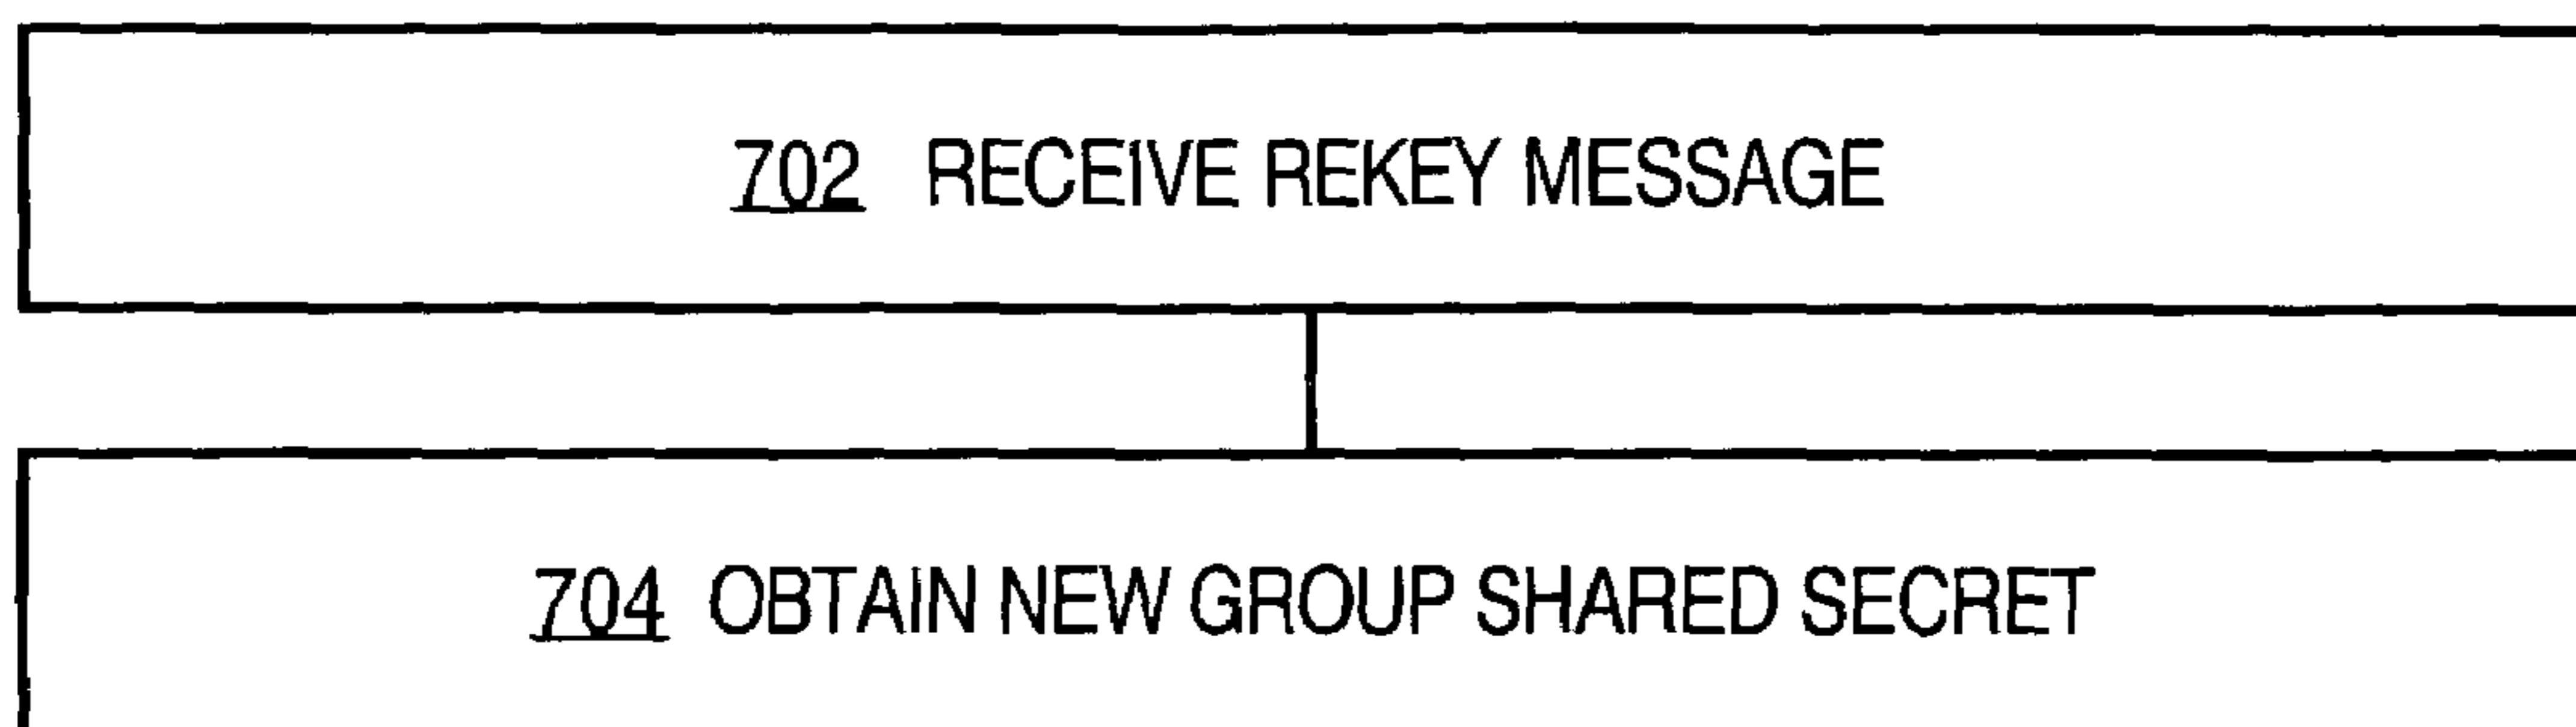 702 RECEIVE REKEY MESSAGE
704 OBTAIN NEW GROUP SHARED SECRET